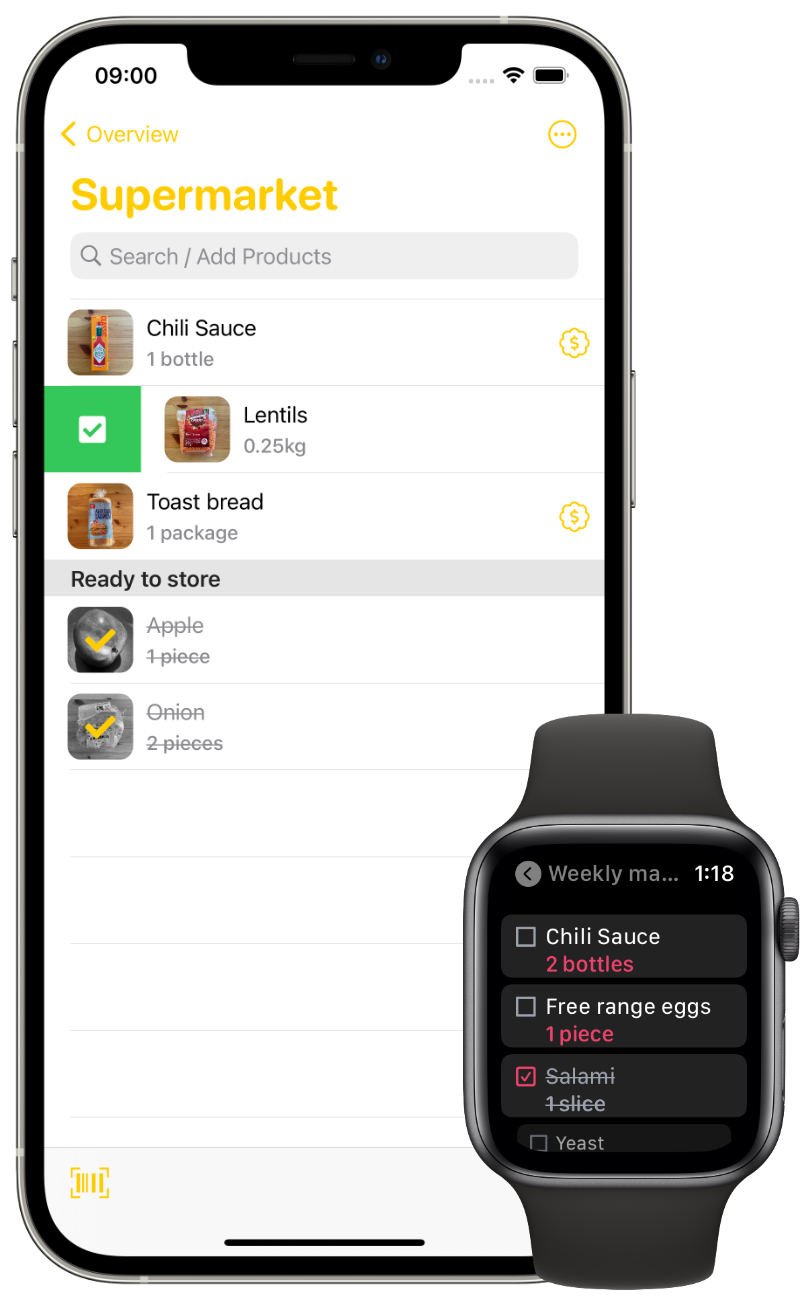 09:00
Overview
Supermarket
Search / Add Products
Chili Sauce
1 bottle
Lentils
0.25kg
Toast bread
1 package
Ready to store
Apple
1 piece
Onion
2 pieces
Weekly ma... 1:18
Chili Sauce
2 bottles
Free range eggs
1 piece
Salami
1 slice
Yeast